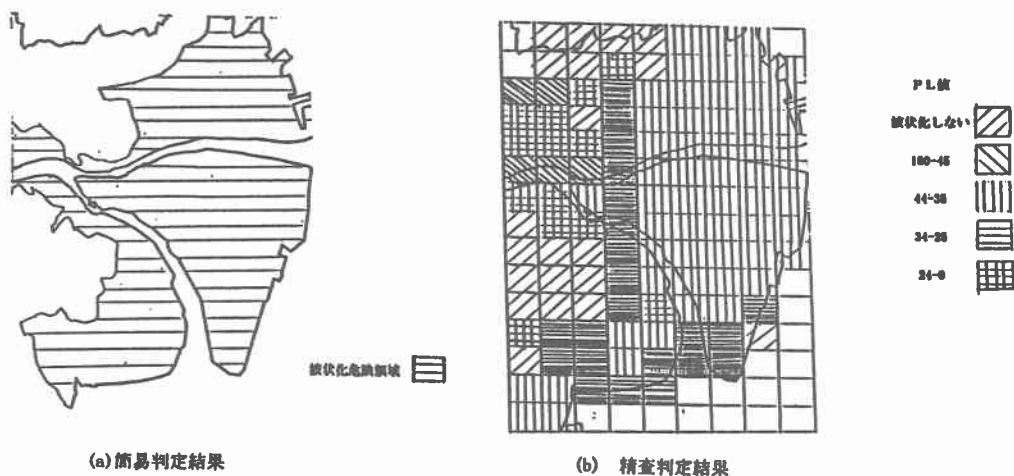 液状化危険領域
(a)簡易判定結果
PL値
液状化しない
100-45
44-35
34-25
24-0
(b) 精査判定結果